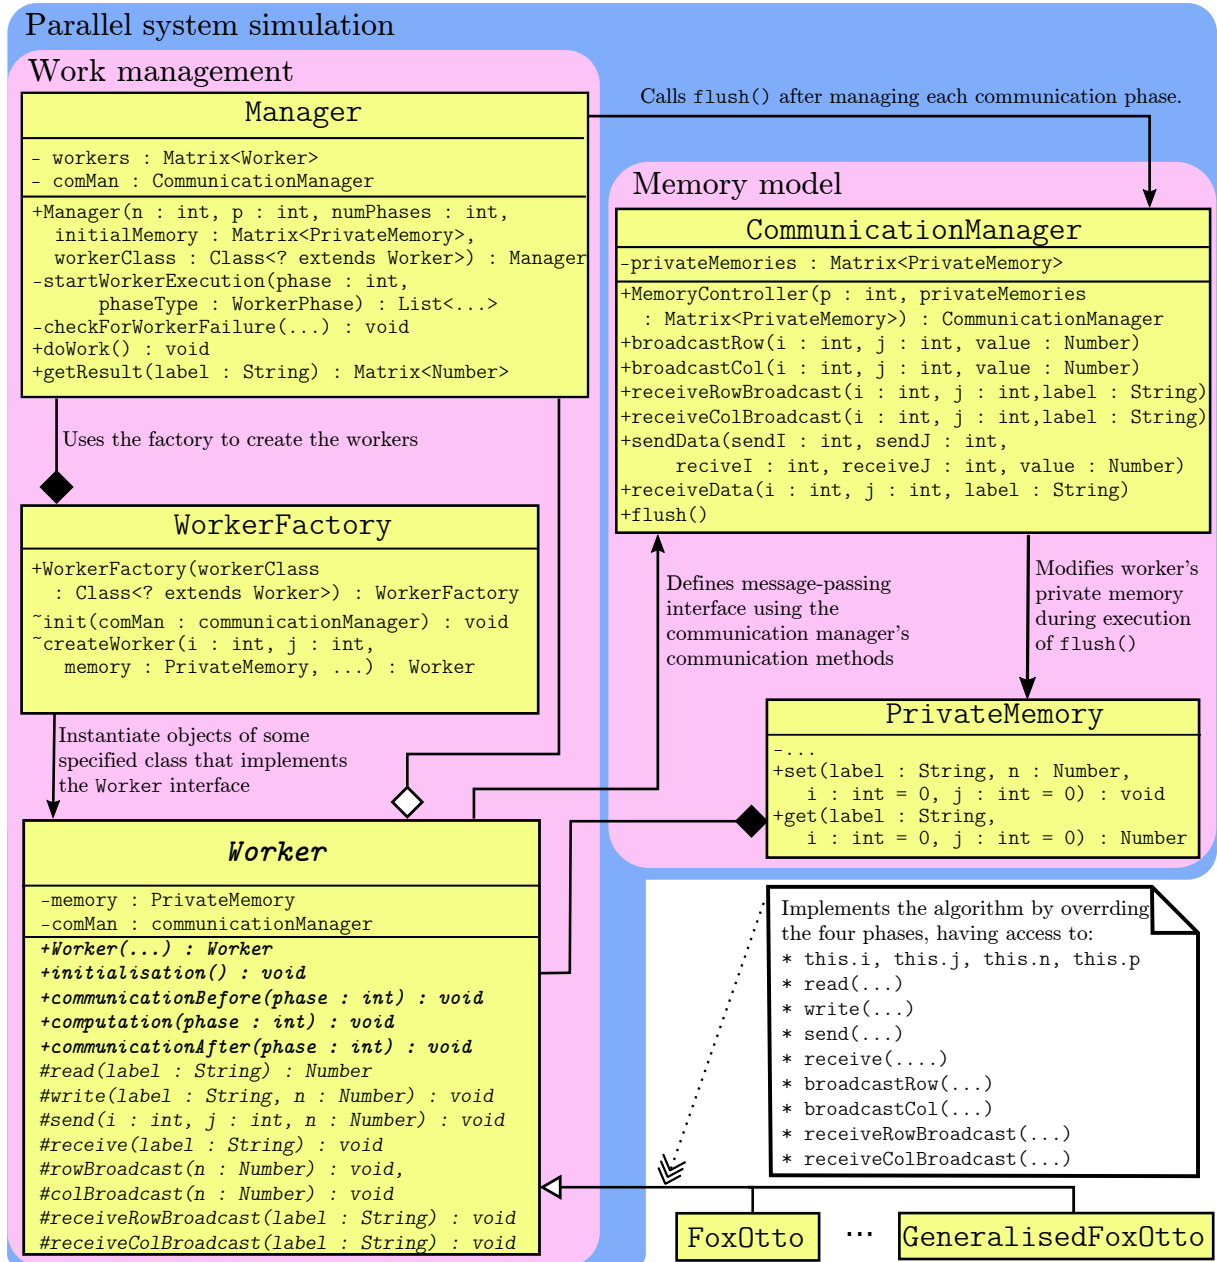 Parallel system simulation
Work management
Manager
- workers : Matrix<Worker>
- comMan : CommunicationManager
+Manager(n : int, p : int, numPhases : int,
initialMemory : Matrix<PrivateMemory>,
workerClass : Class<? extends Worker>) : Manager
-startWorkerExecution(phase : int,
phaseType : WorkerPhase) : List<...>
-checkForWorkerFailure(...) : void
+doWork() : void
+getResult(label : String) : Matrix<Number>
Calls flush() after managing each communication phase.
Memory model
CommunicationManager
-privateMemories : Matrix<PrivateMemory>
+MemoryController(p : int, privateMemories
: Matrix<PrivateMemory>) : CommunicationManager
+broadcastRow(i : int, j : int, value : Number)
+broadcastCol(i : int, j : int, value : Number)
+receiveRowBroadcast(i : int, j : int,label : String)
+receiveColBroadcast(i : int, j : int,label : String)
+sendData(sendI : int, sendJ : int,
reciveI : int, receiveJ : int, value : Number)
+receiveData(i : int, j : int, label : String)
+flush()
Uses the factory to create the workers
WorkerFactory
+WorkerFactory(workerClass
: Class<? extends Worker>) : WorkerFactory
~init(comMan : communicationManager) : void
~createWorker(i : int, j : int,
memory : PrivateMemory, ...) : Worker
Defines message-passing
interface using the
communication manager's
communication methods
Modifies worker's
private memory
during execution
of flush()
Instantiate objects of some
specified class that implements
the Worker interface
PrivateMemory
-...
+set(label : String, n : Number,
i : int = 0, j : int = 0) : void
+get(label : String,
i : int = 0, j : int = 0) : Number
Worker
-memory : PrivateMemory
-comMan : communicationManager
+Worker(...) : Worker
+initialisation() : void
+communicationBefore(phase : int) : void
+computation(phase : int) : void
+communicationAfter(phase : int) : void
#read(label : String) : Number
#write(label : String, n : Number) : void
#send(i : int, j : int, n : Number) : void
#receive(label : String) : void
#rowBroadcast(n : Number) : void,
#colBroadcast(n : Number) : void
#receiveRowBroadcast(label : String) : void
#receiveColBroadcast(label : String) : void
Implements the algorithm by overrding
the four phases, having access to:
* this.i, this.j, this.n, this.p
* read(...)
* write(...)
* send(...)
* receive(....)
* broadcastRow(...)
* broadcastCol(...)
* receiveRowBroadcast(...)
* receiveColBroadcast(...)
FoxOtto ... GeneralisedFoxOtto